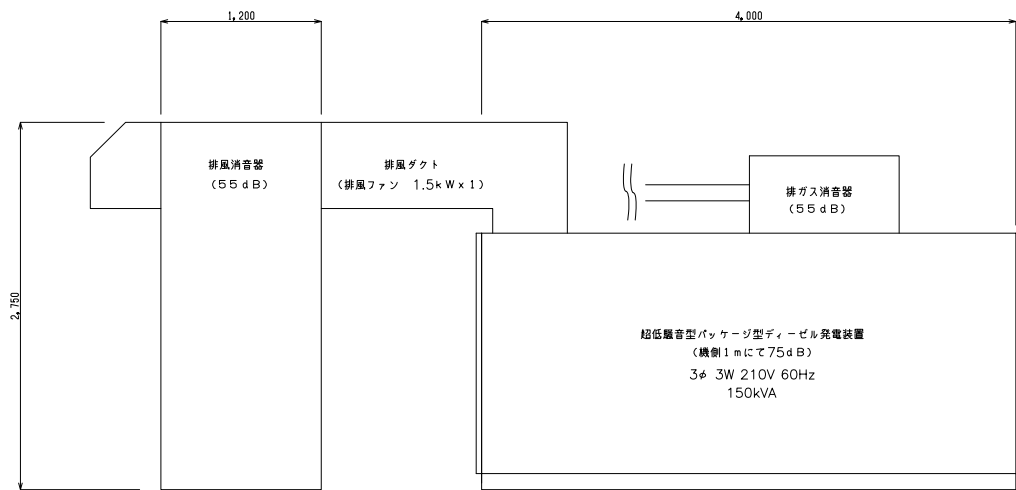 1,200
4,000
2,750
排風消音器
(55dB)
排風ダクト
(排風ファン 1.5kWx1)
排ガス消音器
(55dB)
超低騒音型パッケージ型ディーゼル発電装置
(機側1mにて75dB)
3φ 3W 210V 60Hz
150kVA